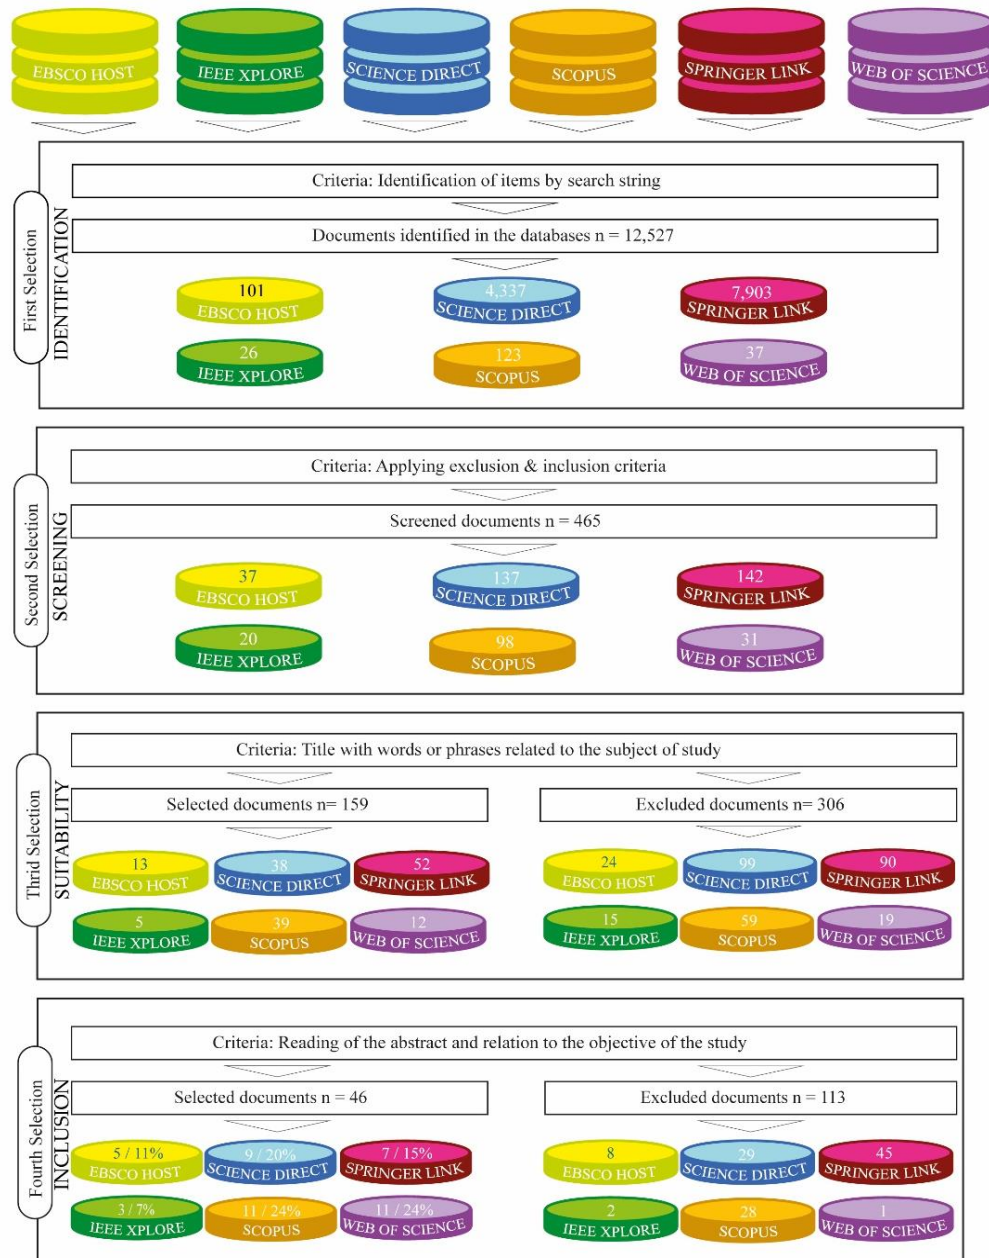 EBSCO HOST
IEEE XPLORE
SCIENCE DIRECT
SCOPUS
SPRINGER LINK
WEB OF SCIENCE
First Selection
IDENTIFICATION
Criteria: Identification of items by search string
Documents identified in the databases n = 12,527
101
EBSCO HOST
4,337
SCIENCE DIRECT
7,903
SPRINGER LINK
26
IEEE XPLORE
123
SCOPUS
37
WEB OF SCIENCE
Second Selection
SCREENING
Criteria: Applying exclusion & inclusion criteria
Screened documents n = 465
37
EBSCO HOST
137
SCIENCE DIRECT
142
SPRINGER LINK
20
IEEE XPLORE
98
SCOPUS
31
WEB OF SCIENCE
Thrid Selection
SUITABILITY
Criteria: Title with words or phrases related to the subject of study
Selected documents n= 159
13
EBSCO HOST
38
SCIENCE DIRECT
52
SPRINGER LINK
5
IEEE XPLORE
39
SCOPUS
12
WEB OF SCIENCE
Excluded documents n= 306
24
EBSCO HOST
99
SCIENCE DIRECT
90
SPRINGER LINK
15
IEEE XPLORE
59
SCOPUS
19
WEB OF SCIENCE
Fourth Selection
INCLUSION
Criteria: Reading of the abstract and relation to the objective of the study
Selected documents n = 46
5 / 11%
EBSCO HOST
9 / 20%
SCIENCE DIRECT
7 / 15%
SPRINGER LINK
3 / 7%
IEEE XPLORE
11 / 24%
SCOPUS
11 / 24%
WEB OF SCIENCE
Excluded documents n = 113
8
EBSCO HOST
29
SCIENCE DIRECT
45
SPRINGER LINK
2
IEEE XPLORE
28
SCOPUS
1
WEB OF SCIENCE